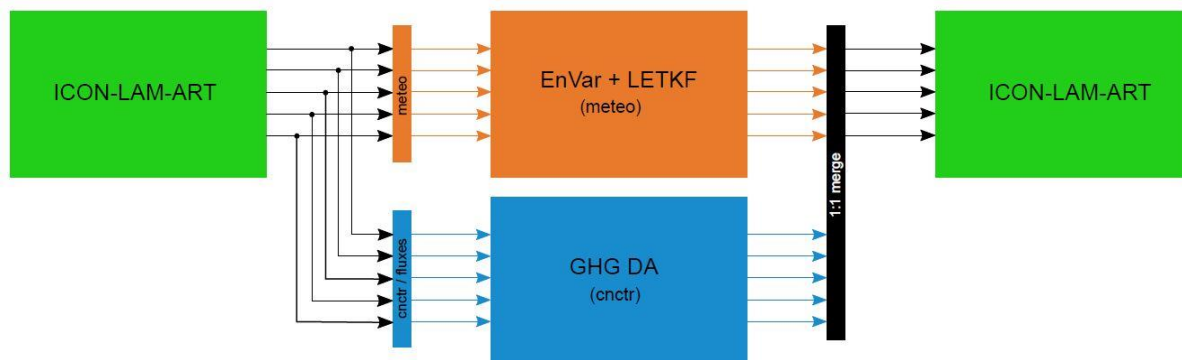 ICON-LAM-ART
meteo
EnVar + LETKF
(meteo)
1:1 merge
ICON-LAM-ART
cnctr / fluxes
GHG DA
(cnctr)